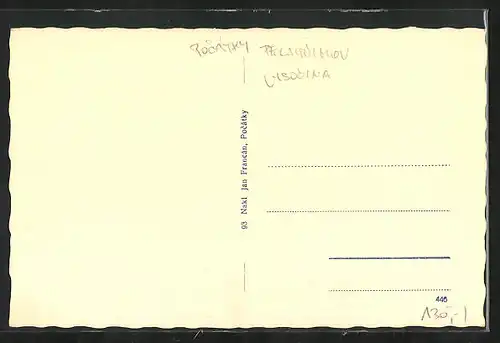 POČÁTKY PELHŘIMOV
VYSOČINA
93 Nakl. Jan Francán, Počátky
446
130,-